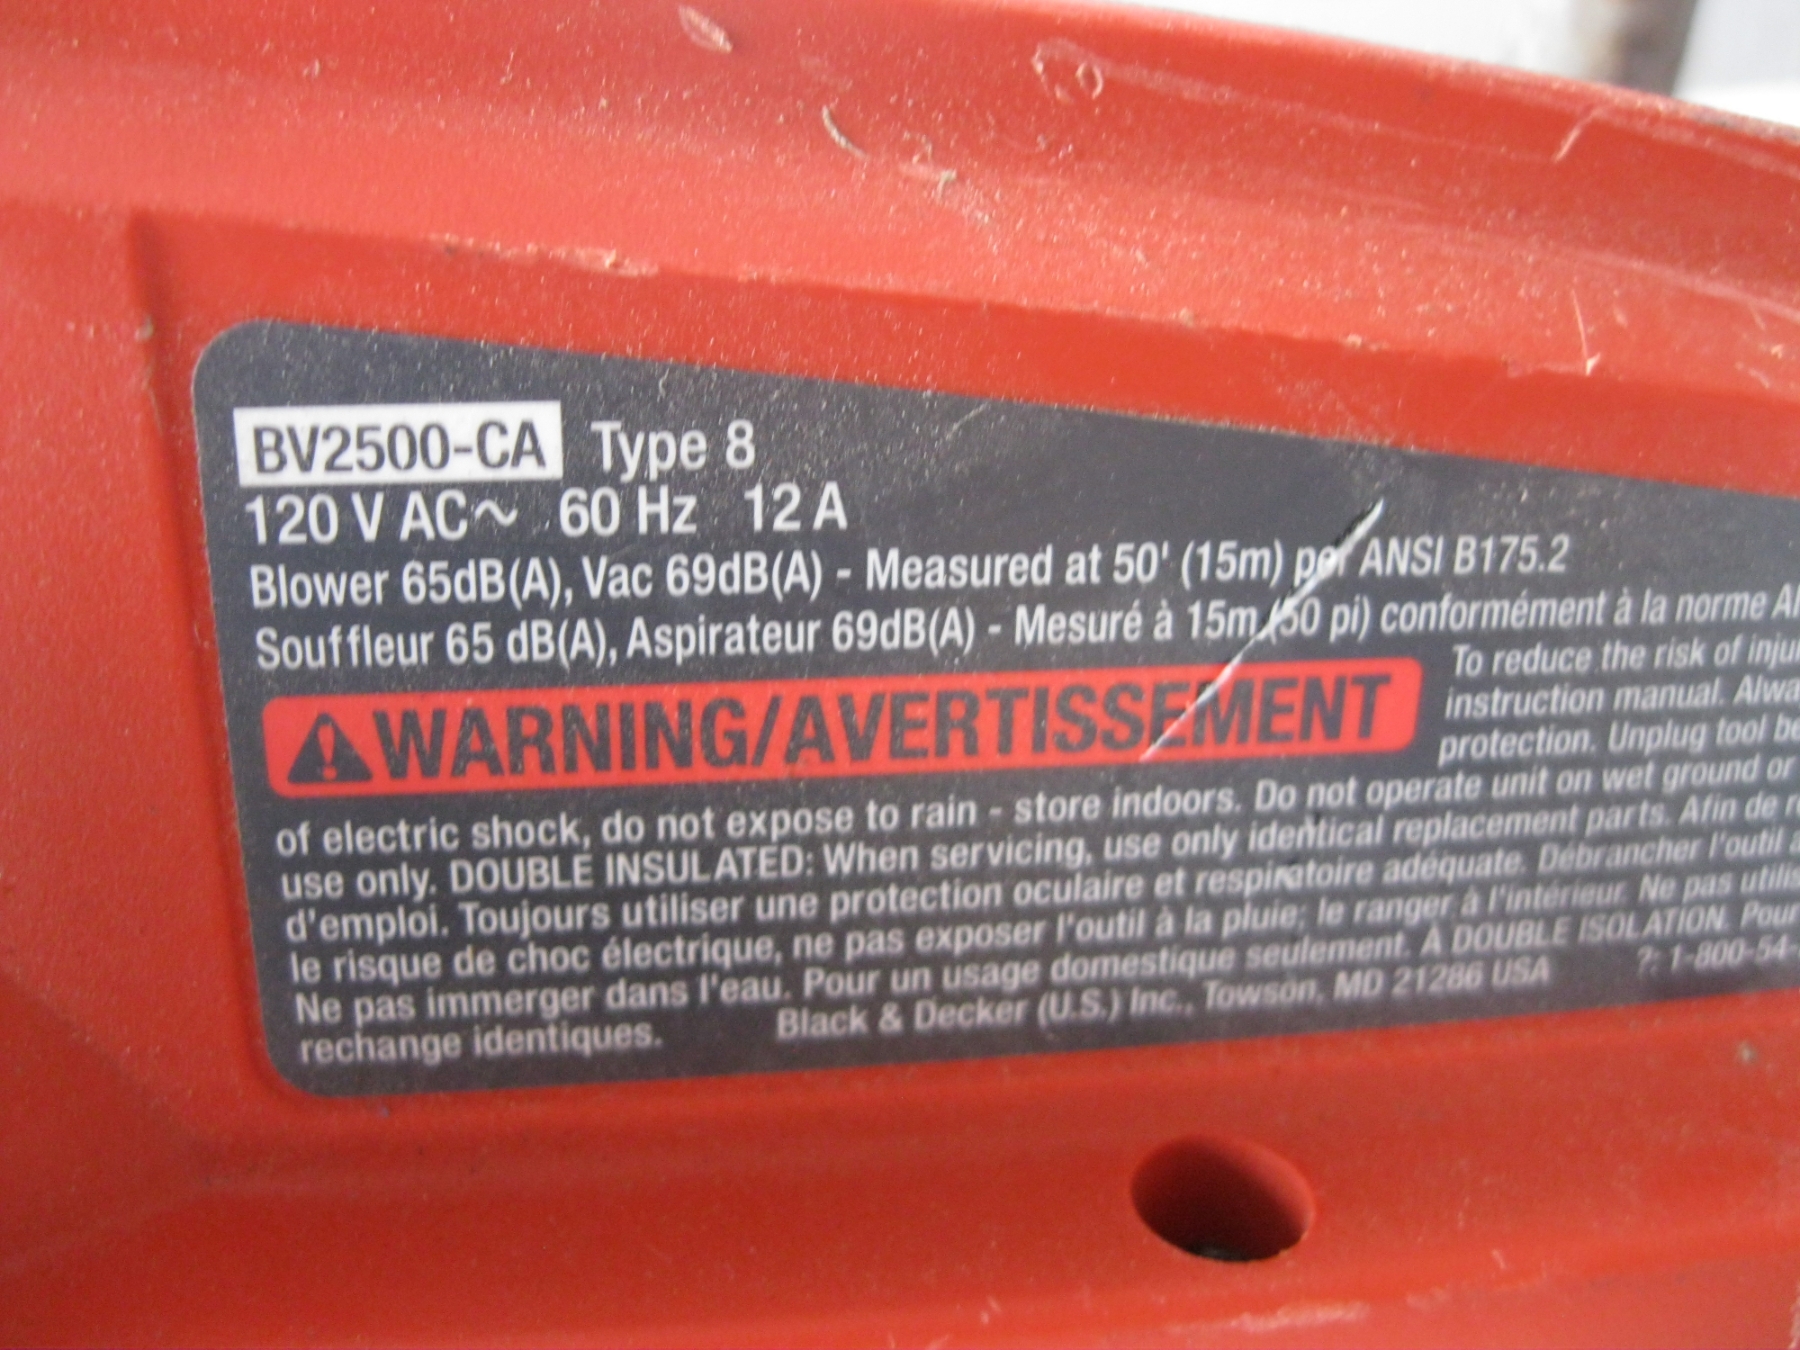 BV2500-CA Type 8
120 V AC~ 60 Hz 12 A
Blower 65dB(A), Vac 69dB(A) - Measured at 50' (15m) per ANSI B175.2
Souffleur 65 dB(A), Aspirateur 69dB(A) - Mesuré à 15m (50 pi) conformément à la norme
WARNING/AVERTISSEMENT
To reduce the risk of
instruction manual.
protection. Unplug tool
of electric shock, do not expose to rain - store indoors. Do not operate unit on wet ground or
use only. DOUBLE INSULATED: When servicing, use only identical replacement parts. Afin de
d'emploi. Toujours utiliser une protection oculaire et respiratoire adéquate. Débrancher l'outil
le risque de choc électrique, ne pas exposer l'outil à la pluie; le ranger à l'intérieur. Ne pas
Ne pas immerger dans l'eau. Pour un usage domestique seulement. À DOUBLE ISOLATION. Pour
rechange identiques. Black & Decker (U.S.) Inc., Towson, MD 21286 USA ?: 1-800-54-